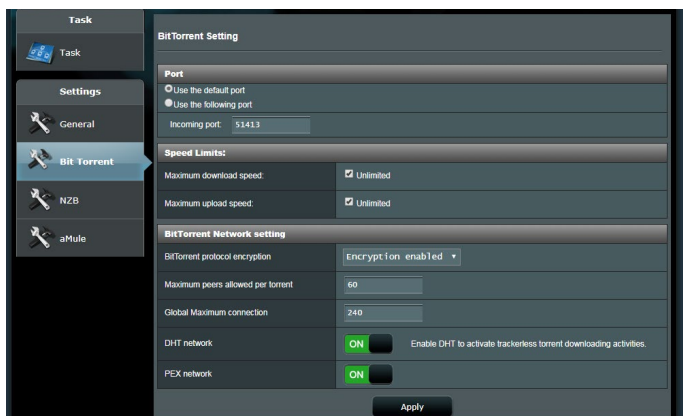 Task
Task
Settings
General
Bit Torrent
NZB
aMule
BitTorrent Setting
Port
Use the default port
Use the following port
Incoming port: 51413
Speed Limits:
Maximum download speed: Unlimited
Maximum upload speed: Unlimited
BitTorrent Network setting
BitTorrent protocol encryption Encryption enabled
Maximum peers allowed per torrent 60
Global Maximum connection 240
DHT network ON Enable DHT to activate trackerless torrent downloading activities.
PEX network ON
Apply